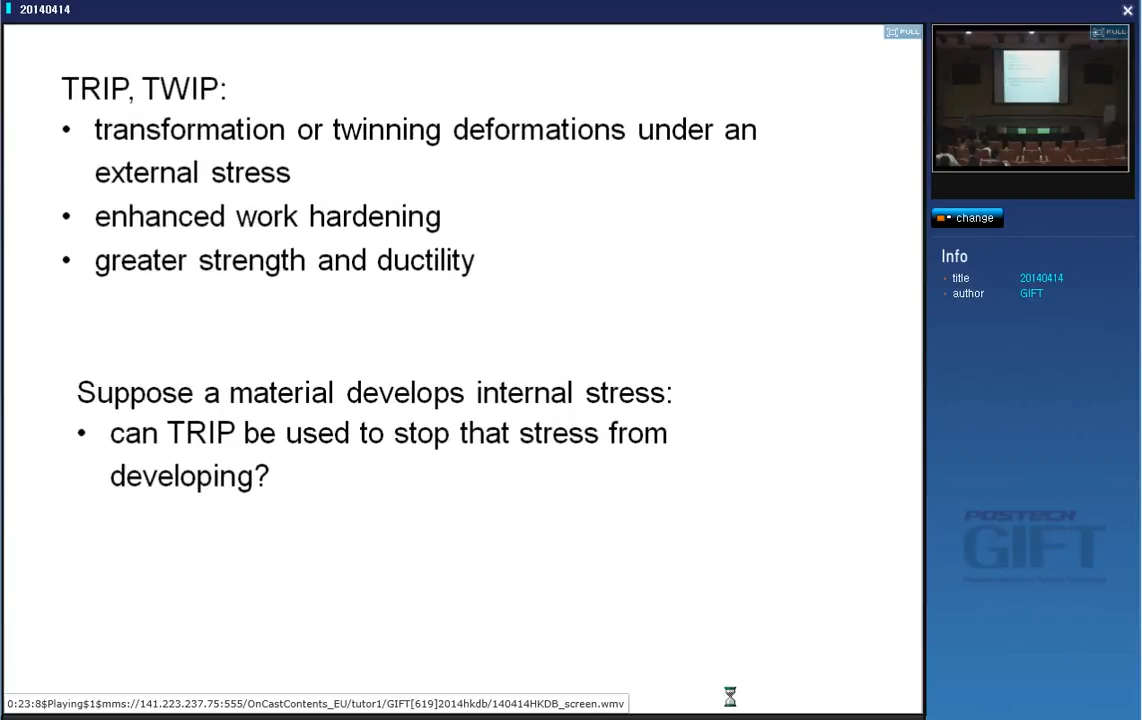 20140414
FULL
FULL
TRIP, TWIP:
• transformation or twinning deformations under an
external stress
• enhanced work hardening
• greater strength and ductility
Suppose a material develops internal stress:
• can TRIP be used to stop that stress from
developing?
change
Info
title 20140414
author GIFT
POSTECH
GIFT
0:23:8$Playing$1$mms://141.223.237.75:555/OnCastContents_EU/tutor1/GIFT[619]2014hkdb/140414HKDB_screen.wmv